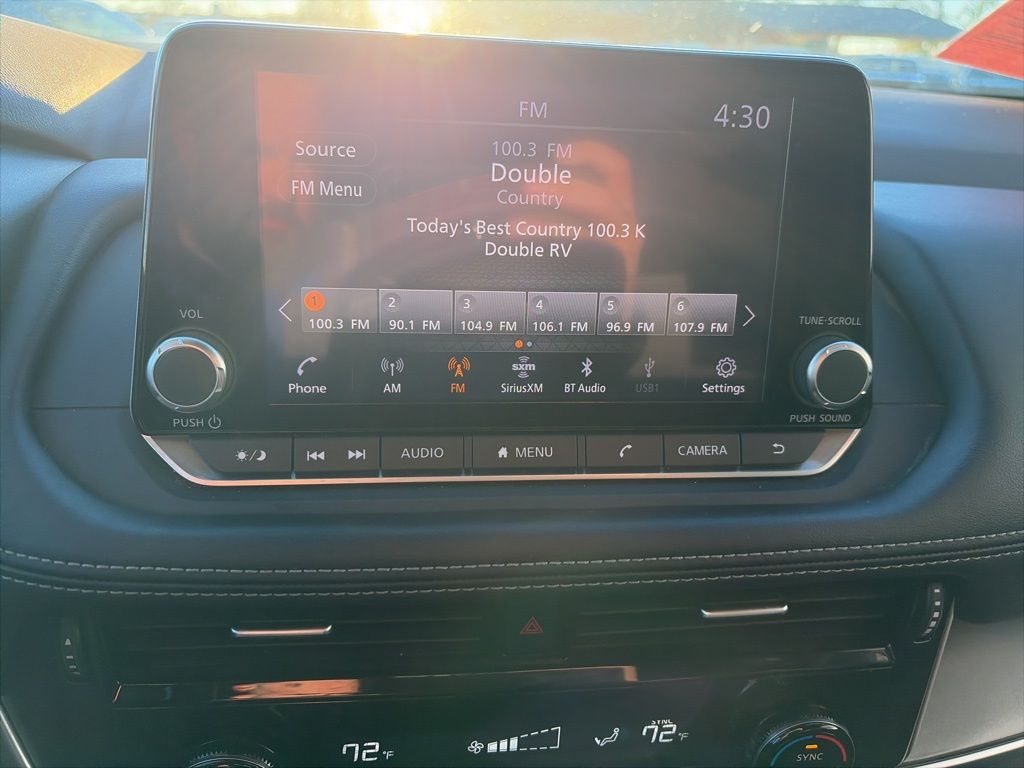 FM
4:30
Source
100.3 FM
Double
FM Menu
Country
Today's Best Country 100.3 K
Double RV
1 2 3 4 5 6
100.3 FM 90.1 FM 104.9 FM 106.1 FM 96.9 FM 107.9 FM
VOL
TUNE·SCROLL
sxm
Phone AM FM SiriusXM BT Audio USB1 Settings
PUSH
PUSH SOUND
AUDIO MENU CAMERA
SYNC
72°F 72°F
SYNC